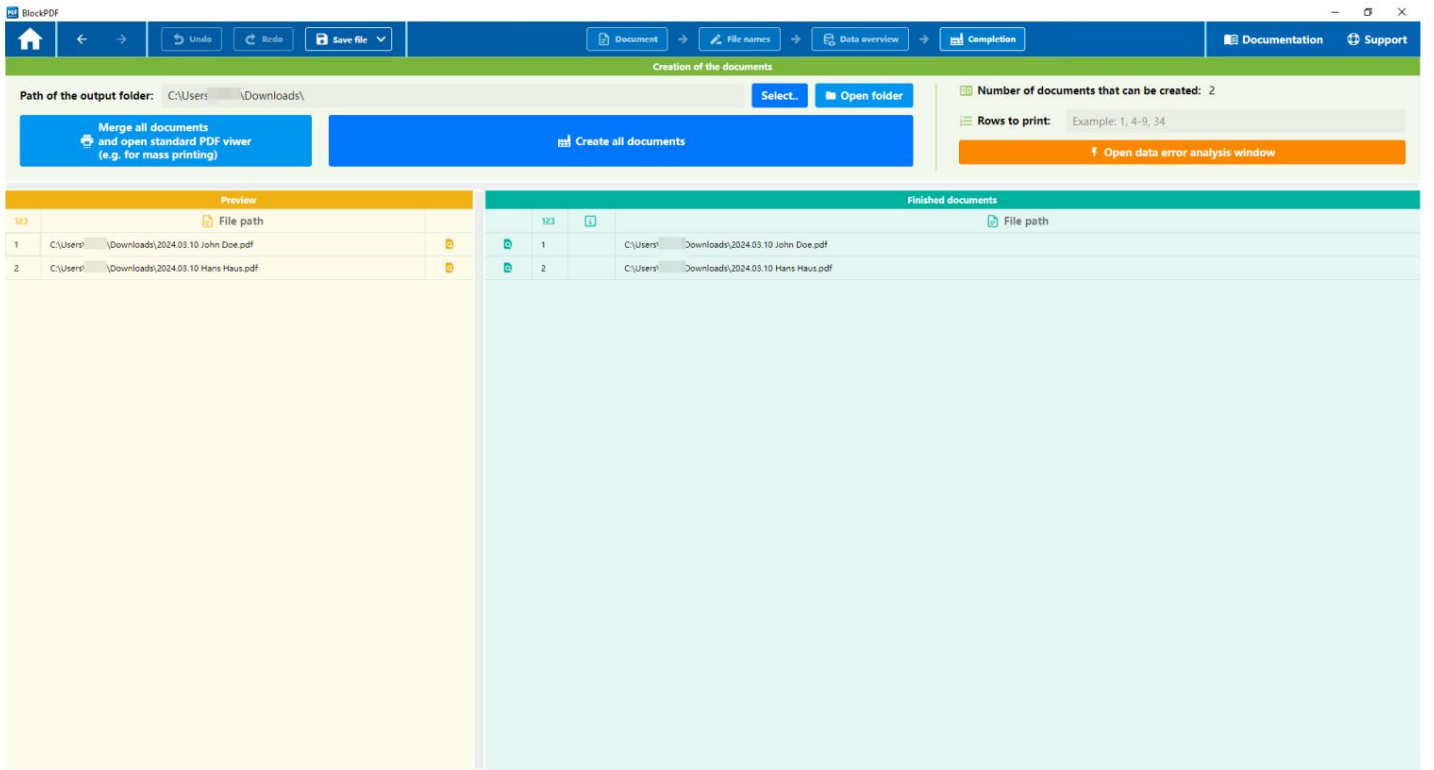 BlockPDF
Undo
Redo
Save file
Document
File names
Data overview
Completion
Documentation
Support
Creation of the documents
Path of the output folder: C:\Users \Downloads\
Select..
Open folder
Number of documents that can be created: 2
Rows to print: Example: 1, 4-9, 34
Merge all documents
and open standard PDF viwer
(e.g. for mass printing)
Create all documents
Open data error analysis window
Preview
123 File path
1 C:\Users\ \Downloads\2024.03.10 John Doe.pdf
2 C:\Users\ \Downloads\2024.03.10 Hans Haus.pdf
Finished documents
123 File path
1 C:\Users\ Downloads\2024.03.10 John Doe.pdf
2 C:\Users\ Downloads\2024.03.10 Hans Haus.pdf